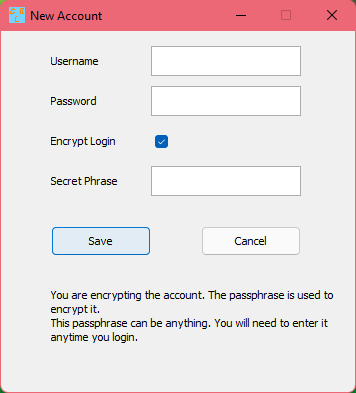 New Account
Username
Password
Encrypt Login
Secret Phrase
Save Cancel
You are encrypting the account. The passphrase is used to
encrypt it.
This passphrase can be anything. You will need to enter it
anytime you login.